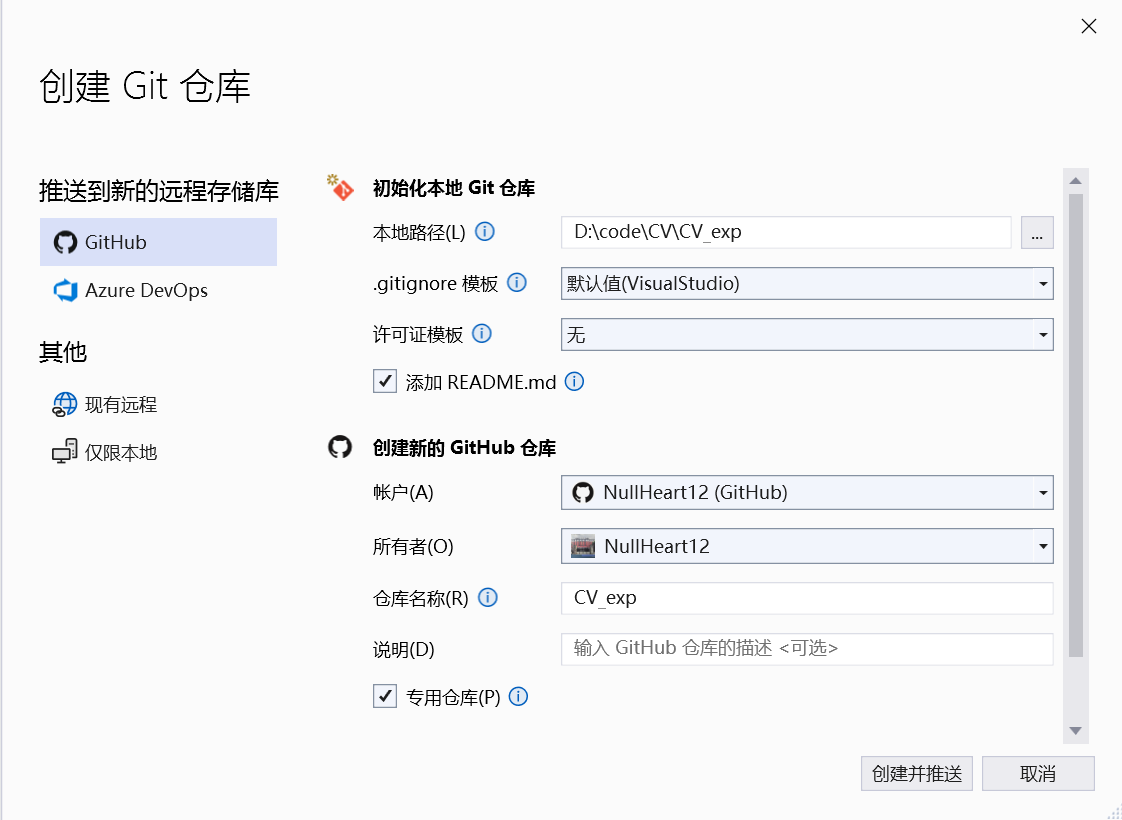 创建 Git 仓库
推送到新的远程存储库
GitHub
Azure DevOps
其他
现有远程
仅限本地
初始化本地 Git 仓库
本地路径(L)
D:\code\CV\CV_exp
...
.gitignore 模板
默认值(VisualStudio)
许可证模板
无
添加 README.md
创建新的 GitHub 仓库
帐户(A)
NullHeart12 (GitHub)
所有者(O)
NullHeart12
仓库名称(R)
CV_exp
说明(D)
输入 GitHub 仓库的描述 <可选>
专用仓库(P)
创建并推送
取消